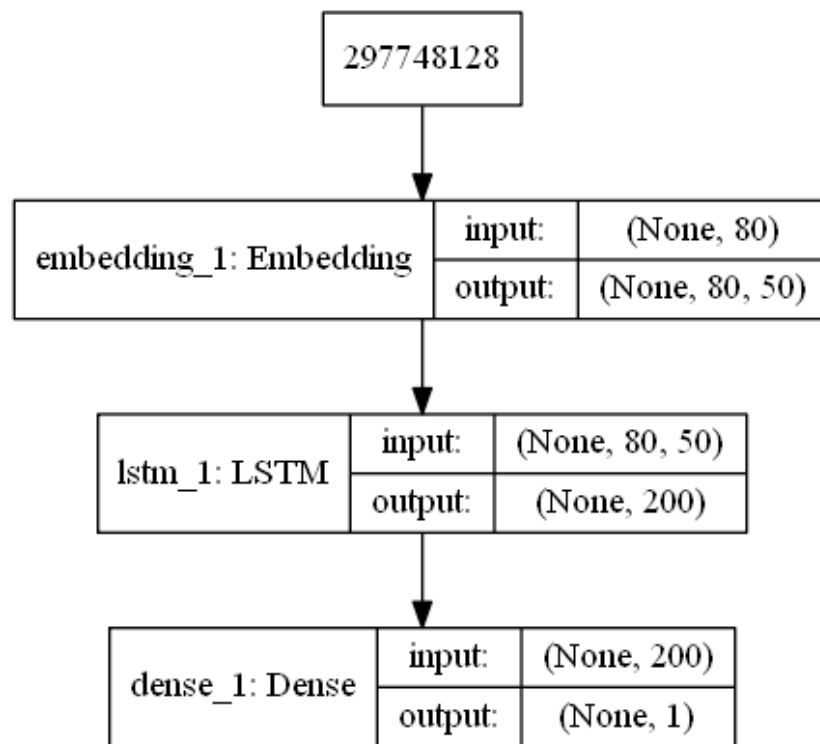 297748128
embedding_1: Embedding
input: (None, 80)
output: (None, 80, 50)
lstm_1: LSTM
input: (None, 80, 50)
output: (None, 200)
dense_1: Dense
input: (None, 200)
output: (None, 1)